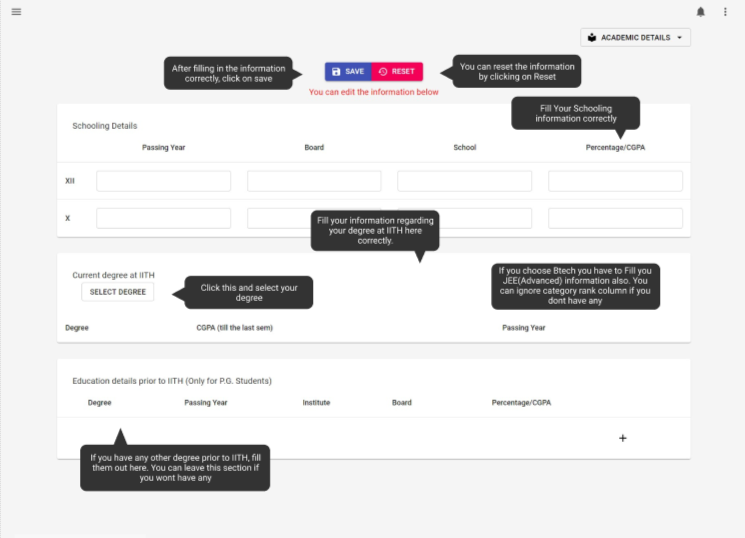 ACADEMIC DETAILS
After filling in the information
correctly, click on save
SAVE
RESET
You can reset the information
by clicking on Reset
You can edit the information below
Fill Your Schooling
information correctly
Schooling Details
Passing Year
Board
School
Percentage/CGPA
XII
X
Fill your information regarding
your degree at IITH here
correctly.
Current degree at IITH
SELECT DEGREE
Click this and select your
degree
If you choose Btech you have to Fill you
JEE(Advanced) information also. You
can ignore category rank column if you
dont have any
Degree
CGPA (till the last sem)
Passing Year
Education details prior to IITH (Only for P.G. Students)
Degree
Passing Year
Institute
Board
Percentage/CGPA
+
If you have any other degree prior to IITH, fill
them out here. You can leave this section if
you wont have any